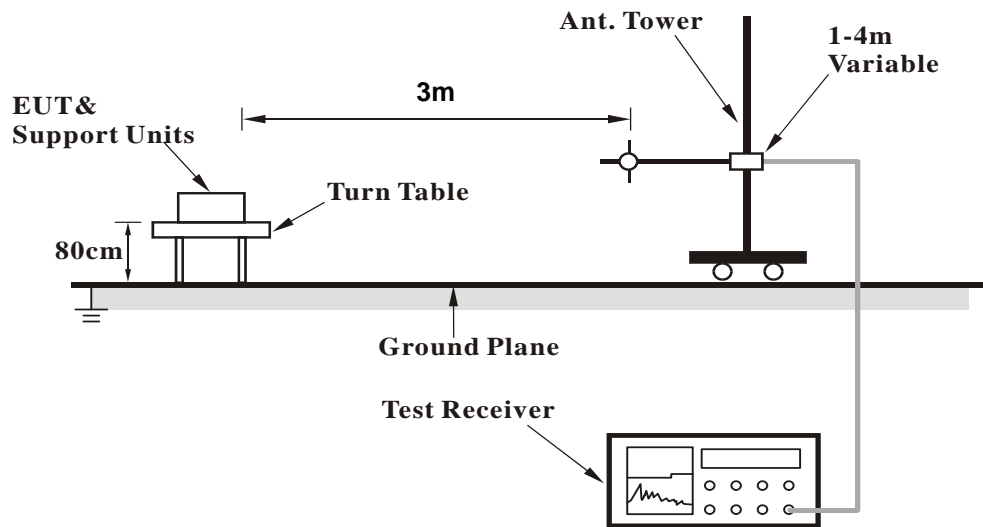 Ant. Tower
1-4m
Variable
3m
EUT&
Support Units
Turn Table
80cm
Ground Plane
Test Receiver